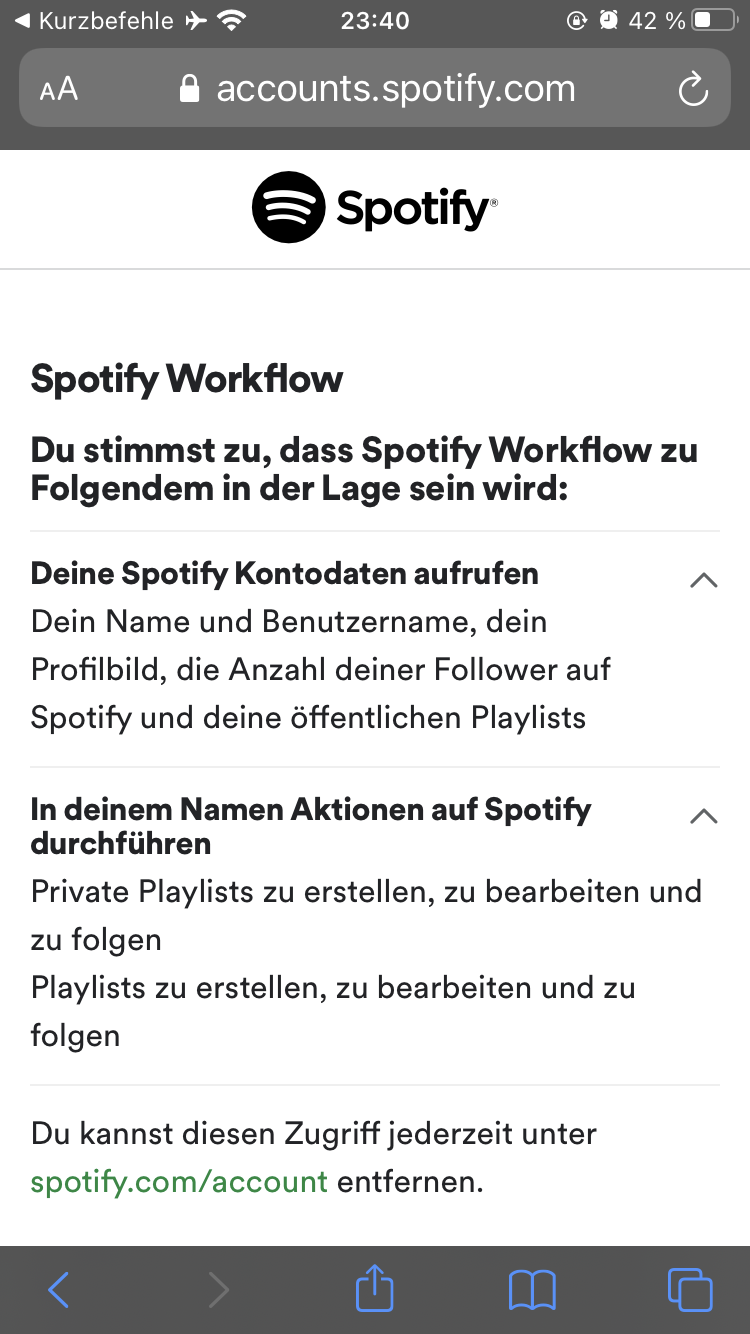 Kurzbefehle
23:40
42 %
AA
accounts.spotify.com
Spotify®
Spotify Workflow
Du stimmst zu, dass Spotify Workflow zu
Folgendem in der Lage sein wird:
Deine Spotify Kontodaten aufrufen
Dein Name und Benutzername, dein
Profilbild, die Anzahl deiner Follower auf
Spotify und deine öffentlichen Playlists
In deinem Namen Aktionen auf Spotify
durchführen
Private Playlists zu erstellen, zu bearbeiten und
zu folgen
Playlists zu erstellen, zu bearbeiten und zu
folgen
Du kannst diesen Zugriff jederzeit unter
spotify.com/account entfernen.